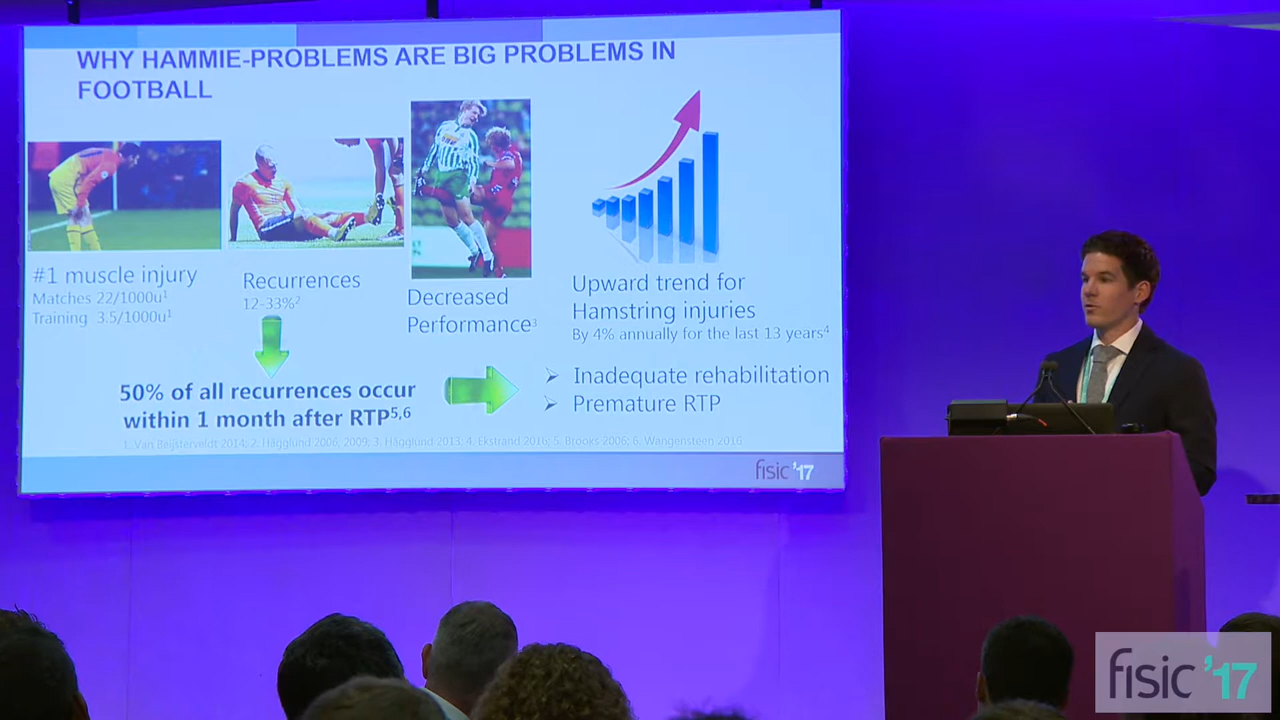 WHY HAMMIE-PROBLEMS ARE BIG PROBLEMS IN
FOOTBALL
#1 muscle injury
Matches 22/1000u¹
Training 3.5/1000u¹
Recurrences
12-33%²
Decreased
Performance³
Upward trend for
Hamstring injuries
By 4% annually for the last 13 years⁴
50% of all recurrences occur
within 1 month after RTP⁵,⁶
➢ Inadequate rehabilitation
➢ Premature RTP
1. Van Beijsterveldt 2014; 2. Hägglund 2006, 2009; 3. Hägglund 2013; 4. Ekstrand 2016; 5. Brooks 2006; 6. Wangensteen 2016
fisic '17
fisic '17